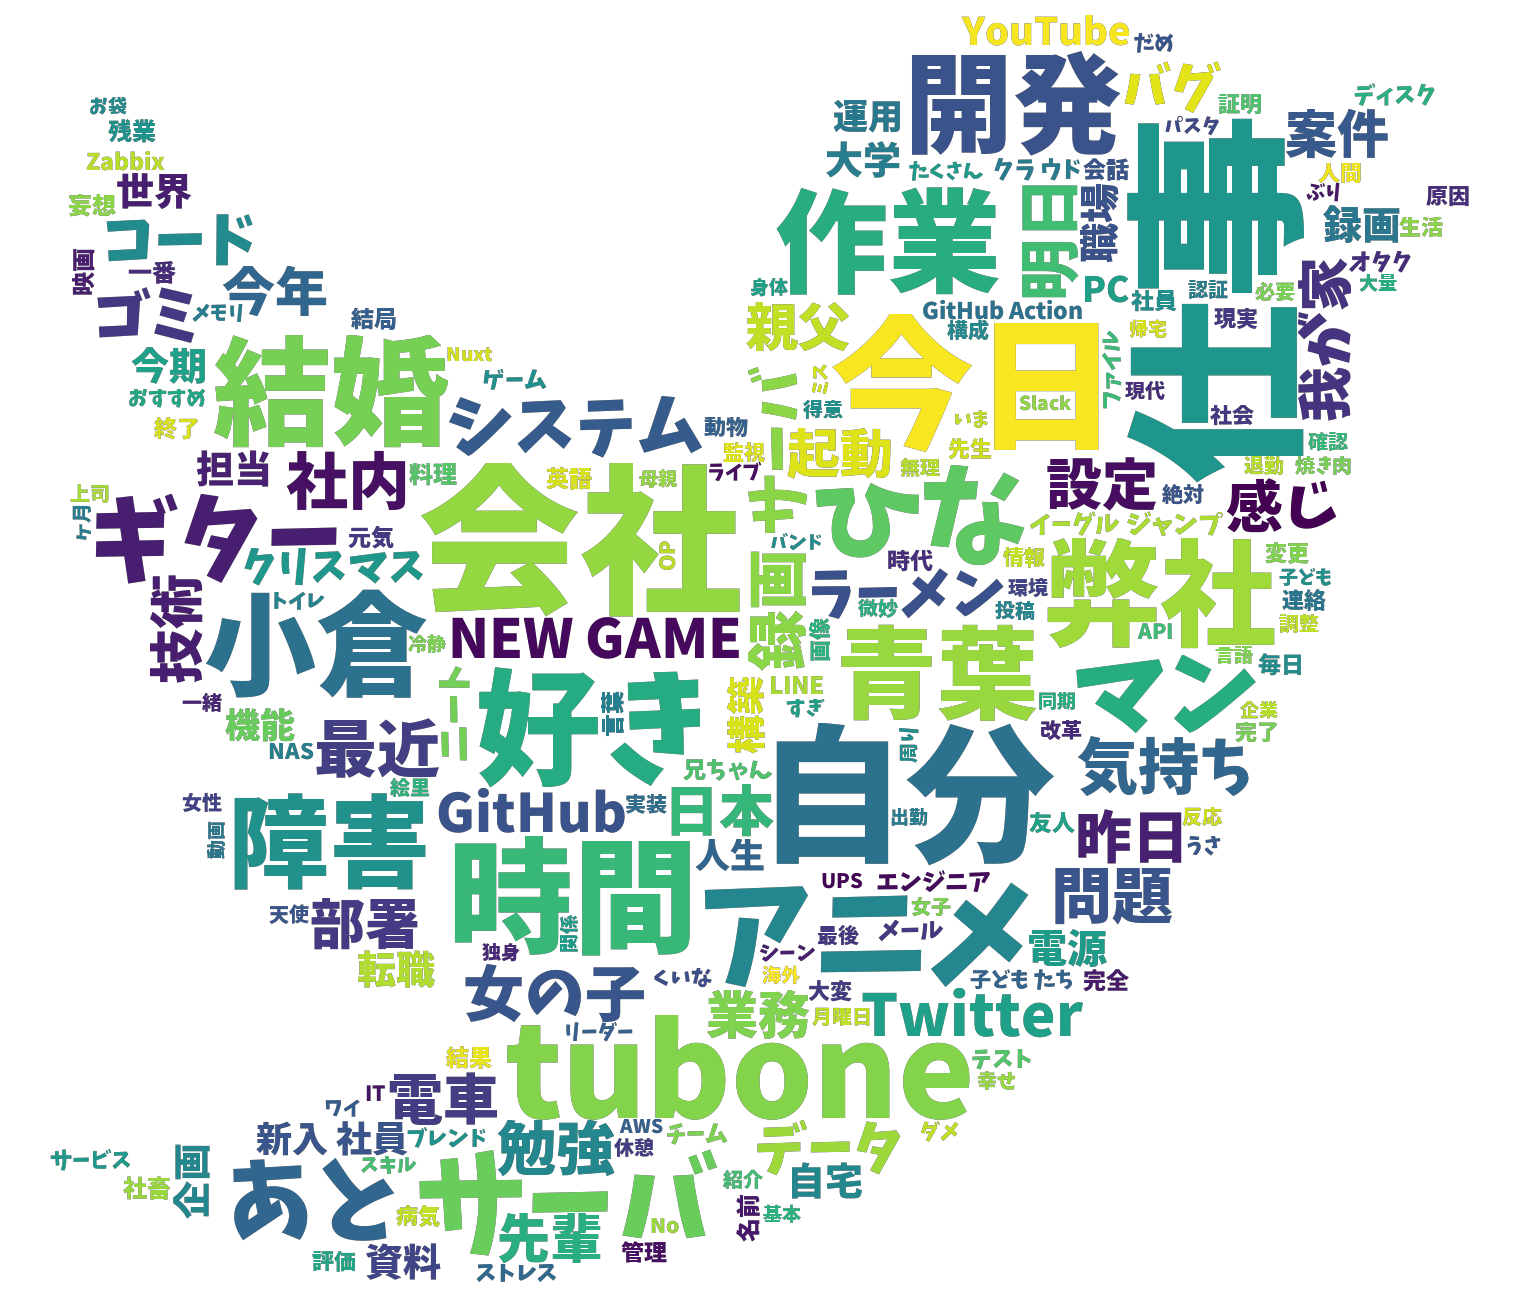 YouTube
だめ
開発
バグ
ディスク
証明
お袋
運用
パスタ
案件
残業
大学
Zabbix
たくさん
クラウド
会話
人間
世界
妄想
作業
明日
職場
仕事
ぶり
原因
録画
生活
コード
映画
一番
今年
ゴミ
メモリ
身体
PC
社員
認証
必要
我が家
オタク
大量
結局
親父
GitHub Action
構成
今日
帰宅
現実
今期
結婚
Nuxt
おすすめ
ゲーム
サーバー
ミス
ファイル
現代
終了
システム
動物
得意
Slack
いま
社会
監視
起動
無理
先生
確認
担当
社内
料理
会社
英語
母親
ライブ
退勤
焼き肉
上司
ヶ月
ギター
元気
OP
ひな
設定
絶対
感じ
イーグル ジャンプ
バンド
時代
情報
弊社
変更
クリスマス
録画
ラーメン
環境
子ども
技術
トイレ
小倉
冷静
NEW GAME
画像
微妙
投稿
連絡
API
調整
青葉
言語
毎日
一緒
機能
NAS
最近
好き
言葉
構築
LINE
すぎ
同期
マン
改革
企業
完了
周り
自分
気持ち
兄ちゃん
絵里
女性
動画
障害
GitHub
実装
日本
出勤
友人
昨日
反応
うさ
時間
人生
UPS
エンジニア
アニメ
問題
天使
部署
関係
女子
最後
メール
電源
独身
シーン
転職
女の子
くいな
海外
大変
子ども たち
完全
業務
月曜日
Twitter
リーダー
tubone
結果
テスト
幸せ
IT
電車
ワイ
新入 社員
ブレンド
勉強
AWS
休憩
チーム
データ
ダメ
サービス
社畜
企画
スキル
あと
サーバ
紹介
自宅
病気
先輩
No
名前
基本
評価
資料
管理
ストレス